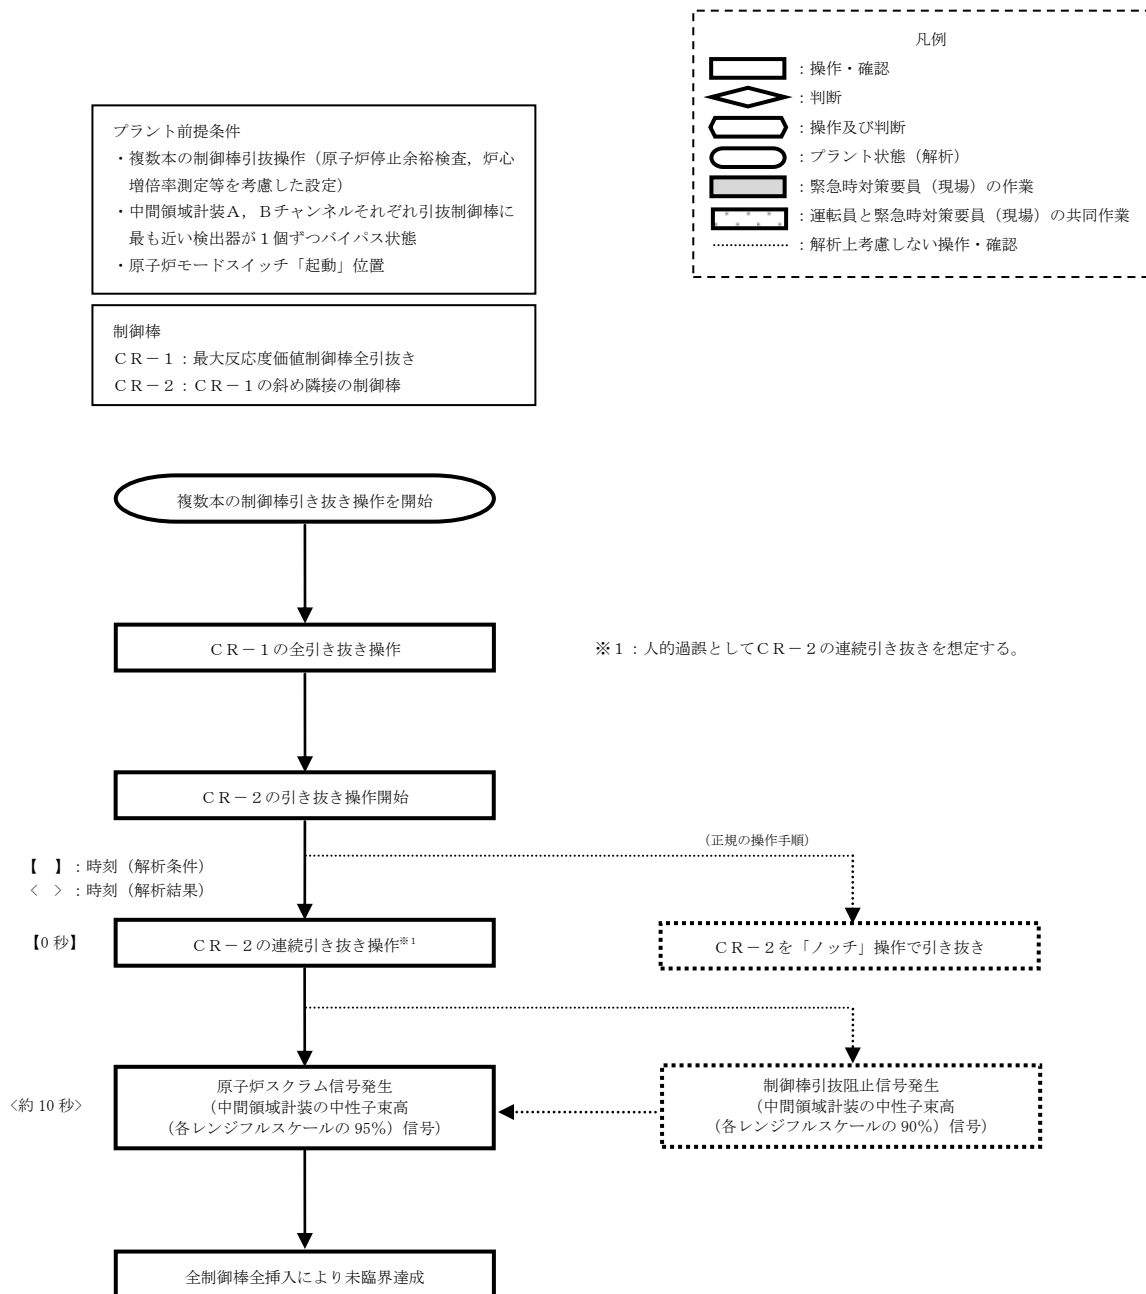 凡例
：操作・確認
：判断
：操作及び判断
：プラント状態（解析）
：緊急時対策要員（現場）の作業
：運転員と緊急時対策要員（現場）の共同作業
：解析上考慮しない操作・確認
プラント前提条件
・複数本の制御棒引抜操作（原子炉停止余裕検査，炉心
増倍率測定等を考慮した設定）
・中間領域計装Ａ，Ｂチャンネルそれぞれ引抜制御棒に
最も近い検出器が１個ずつバイパス状態
・原子炉モードスイッチ「起動」位置
制御棒
ＣＲ－１：最大反応度価値制御棒全引抜き
ＣＲ－２：ＣＲ－１の斜め隣接の制御棒
複数本の制御棒引き抜き操作を開始
ＣＲ－１の全引き抜き操作
※１：人的過誤としてＣＲ－２の連続引き抜きを想定する。
ＣＲ－２の引き抜き操作開始
（正規の操作手順）
【　】：時刻（解析条件）
＜　＞：時刻（解析結果）
【0 秒】
ＣＲ－２の連続引き抜き操作※1
ＣＲ－２を「ノッチ」操作で引き抜き
<約 10 秒>
原子炉スクラム信号発生
（中間領域計装の中性子束高
（各レンジフルスケールの 95%）信号）
制御棒引抜阻止信号発生
（中間領域計装の中性子束高
（各レンジフルスケールの 90%）信号）
全制御棒全挿入により未臨界達成